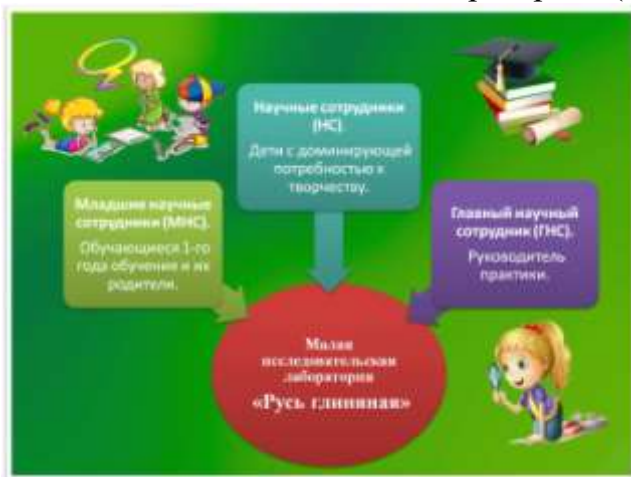 Научные сотрудники
(НС).
Дети с доминирующей
потребностью к
творчеству.
Младшие научные
сотрудники (МНС).
Обучающиеся 1-го
года обучения и их
родители.
Главный научный
сотрудник (ГНС).
Руководитель
практики.
Малая
исследовательская
лаборатория
«Русь глиняная»